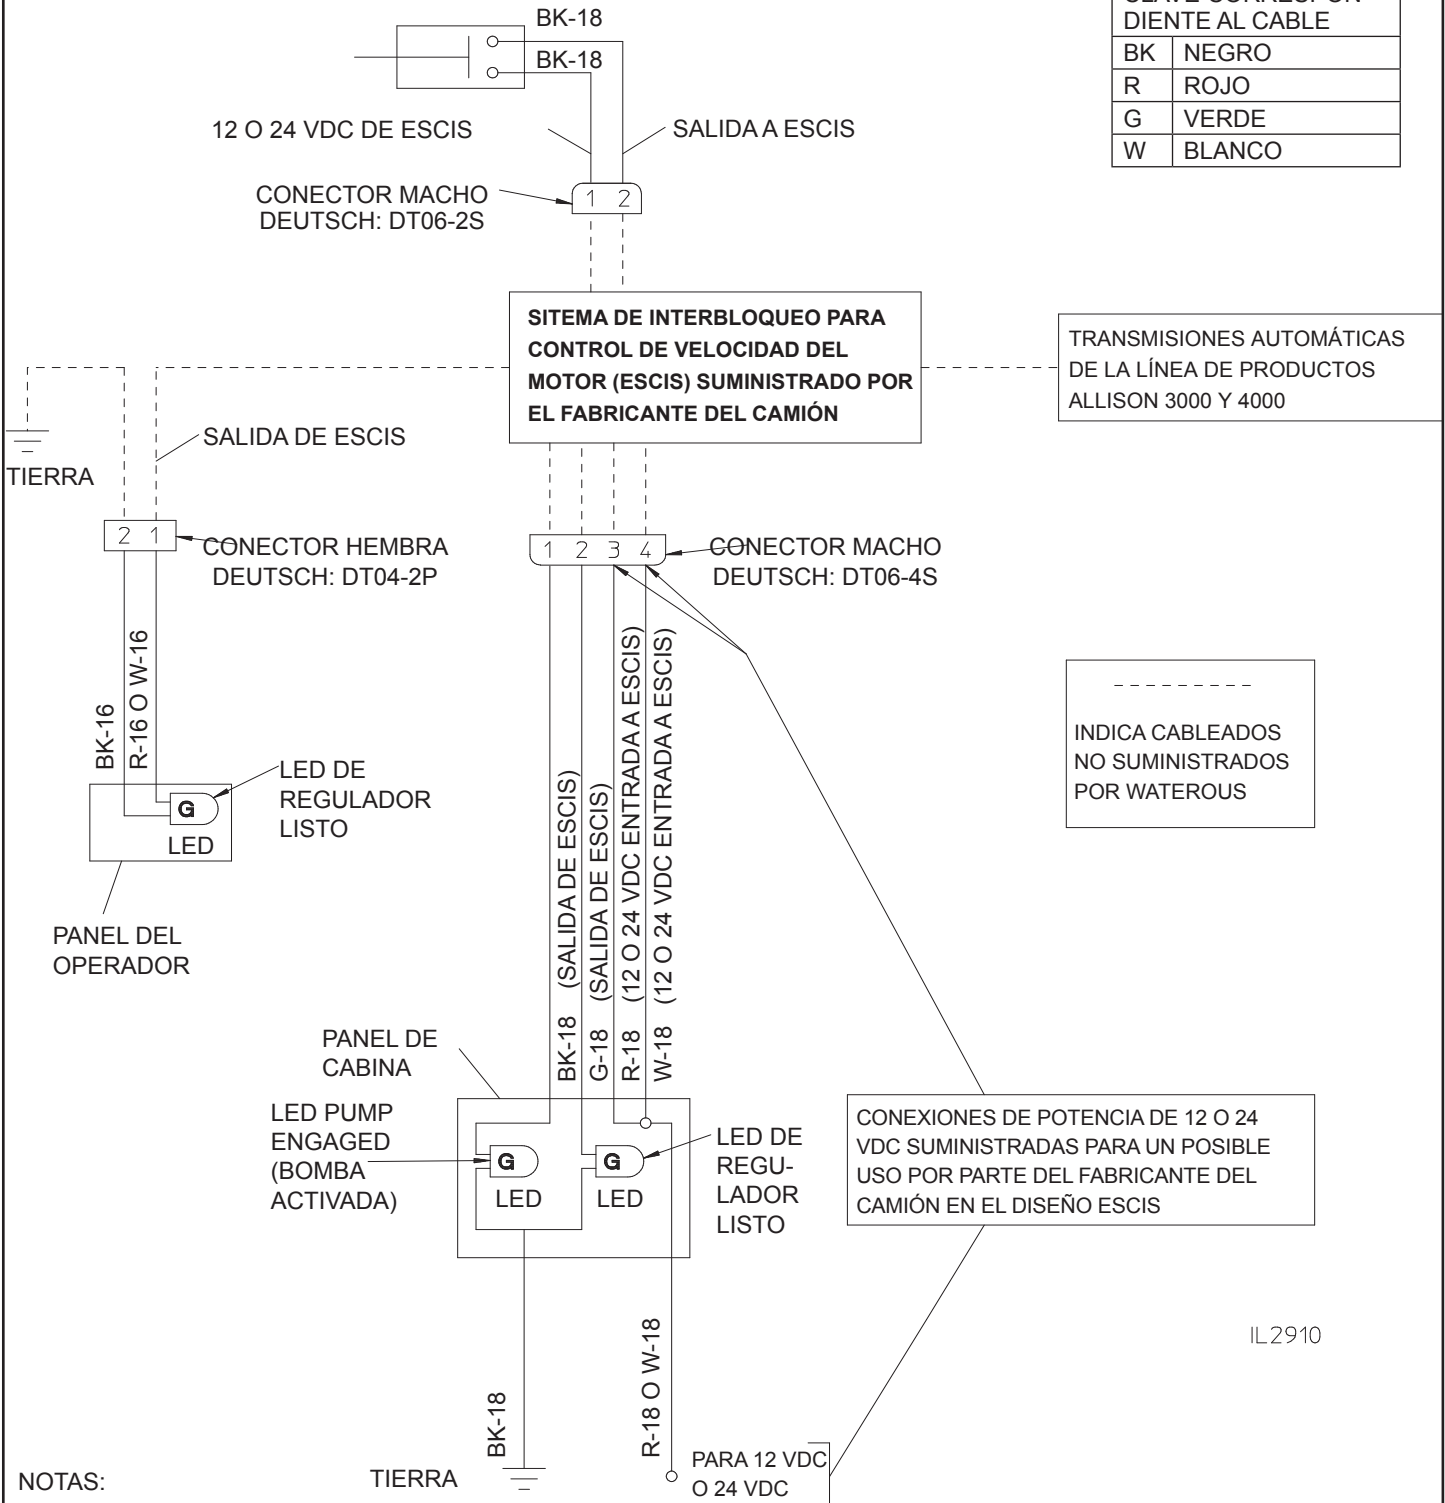 BK-18
BK-18
12 O 24 VDC DE ESCIS
SALIDA A ESCIS
CONECTOR MACHO
DEUTSCH: DT06-2S
1 2
CLAVE CORRESPON-
DIENTE AL CABLE
BK NEGRO
R ROJO
G VERDE
W BLANCO
SITEMA DE INTERBLOQUEO PARA
CONTROL DE VELOCIDAD DEL
MOTOR (ESCIS) SUMINISTRADO POR
EL FABRICANTE DEL CAMIÓN
TRANSMISIONES AUTOMÁTICAS
DE LA LÍNEA DE PRODUCTOS
ALLISON 3000 Y 4000
SALIDA DE ESCIS
TIERRA
2 1
CONECTOR HEMBRA
DEUTSCH: DT04-2P
1 2 3 4
CONECTOR MACHO
DEUTSCH: DT06-4S
BK-16
R-16 O W-16
LED DE
REGULADOR
LISTO
G
LED
PANEL DEL
OPERADOR
BK-18 (SALIDA DE ESCIS)
G-18 (SALIDA DE ESCIS)
R-18 (12 O 24 VDC ENTRADA A ESCIS)
W-18 (12 O 24 VDC ENTRADA A ESCIS)
---------
INDICA CABLEADOS
NO SUMINISTRADOS
POR WATEROUS
PANEL DE
CABINA
LED PUMP
ENGAGED
(BOMBA
ACTIVADA)
G
LED
G
LED
LED DE
REGU-
LADOR
LISTO
CONEXIONES DE POTENCIA DE 12 O 24
VDC SUMINISTRADAS PARA UN POSIBLE
USO POR PARTE DEL FABRICANTE DEL
CAMIÓN EN EL DISEÑO ESCIS
IL2910
BK-18
R-18 O W-18
NOTAS:
TIERRA
PARA 12 VDC
O 24 VDC